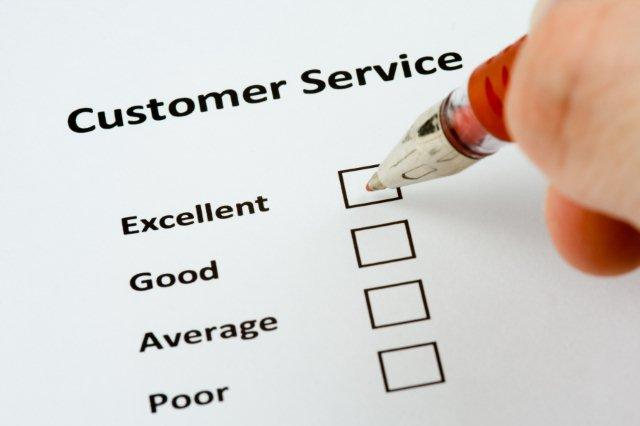 Customer Service
Excellent
Good
Average
Poor